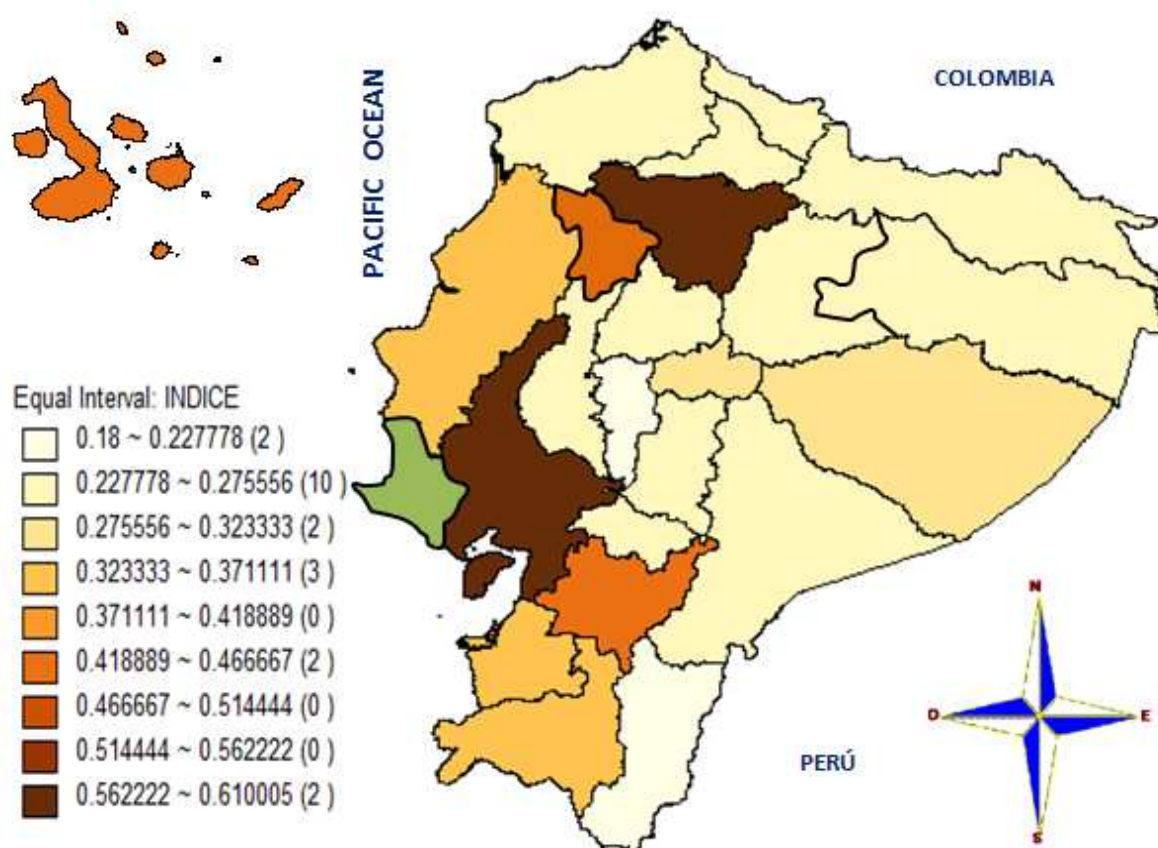 COLOMBIA
PACIFIC OCEAN
Equal Interval: INDICE
0.18 ~ 0.227778 (2 )
0.227778 ~ 0.275556 (10 )
0.275556 ~ 0.323333 (2 )
0.323333 ~ 0.371111 (3 )
0.371111 ~ 0.418889 (0 )
0.418889 ~ 0.466667 (2 )
0.466667 ~ 0.514444 (0 )
0.514444 ~ 0.562222 (0 )
0.562222 ~ 0.610005 (2 )
PERÚ
N
O E
S